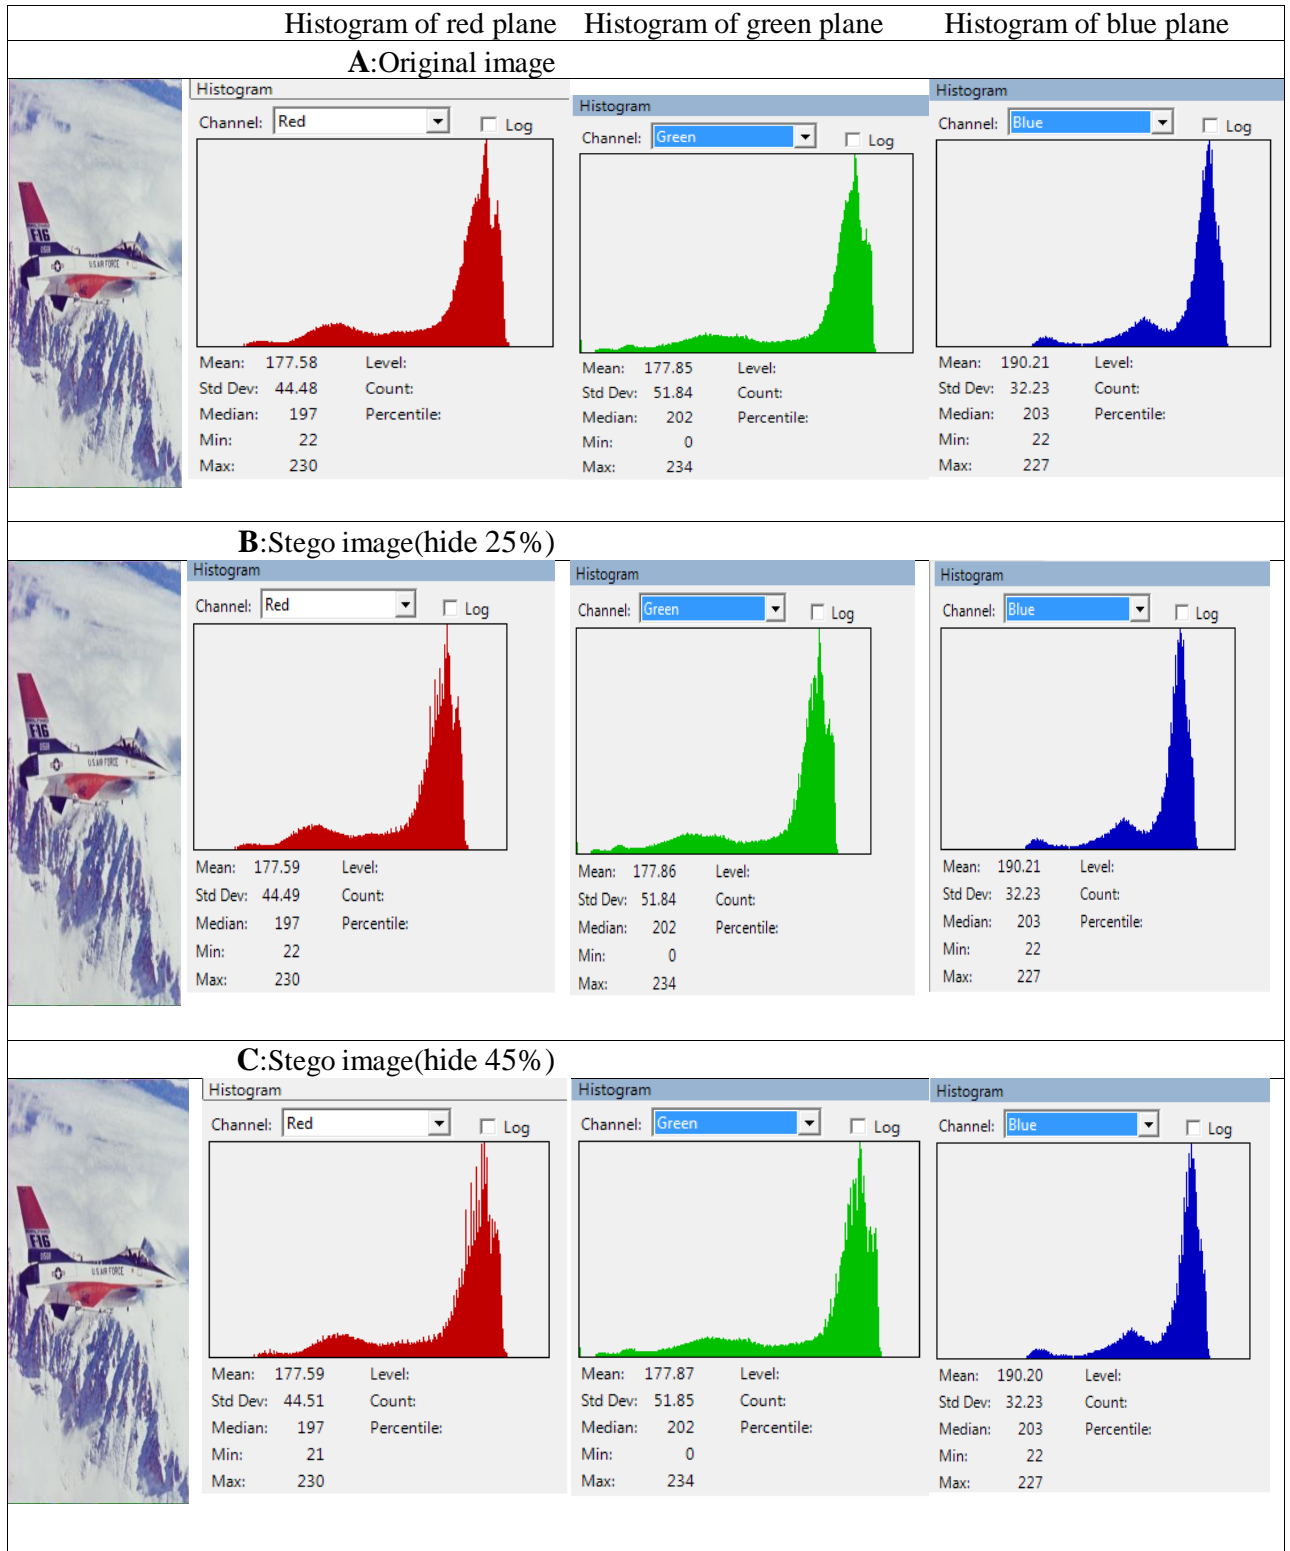 Histogram of red plane Histogram of green plane Histogram of blue plane
A:Original image
Histogram
Channel: Red Log
Mean: 177.58 Level:
Std Dev: 44.48 Count:
Median: 197 Percentile:
Min: 22
Max: 230
Histogram
Channel: Green Log
Mean: 177.85 Level:
Std Dev: 51.84 Count:
Median: 202 Percentile:
Min: 0
Max: 234
Histogram
Channel: Blue Log
Mean: 190.21 Level:
Std Dev: 32.23 Count:
Median: 203 Percentile:
Min: 22
Max: 227
F-16
U.S. AIR FORCE
B:Stego image(hide 25%)
Histogram
Channel: Red Log
Mean: 177.59 Level:
Std Dev: 44.49 Count:
Median: 197 Percentile:
Min: 22
Max: 230
Histogram
Channel: Green Log
Mean: 177.86 Level:
Std Dev: 51.84 Count:
Median: 202 Percentile:
Min: 0
Max: 234
Histogram
Channel: Blue Log
Mean: 190.21 Level:
Std Dev: 32.23 Count:
Median: 203 Percentile:
Min: 22
Max: 227
F-16
U.S. AIR FORCE
C:Stego image(hide 45%)
Histogram
Channel: Red Log
Mean: 177.59 Level:
Std Dev: 44.51 Count:
Median: 197 Percentile:
Min: 21
Max: 230
Histogram
Channel: Green Log
Mean: 177.87 Level:
Std Dev: 51.85 Count:
Median: 202 Percentile:
Min: 0
Max: 234
Histogram
Channel: Blue Log
Mean: 190.20 Level:
Std Dev: 32.23 Count:
Median: 203 Percentile:
Min: 22
Max: 227
F-16
U.S. AIR FORCE